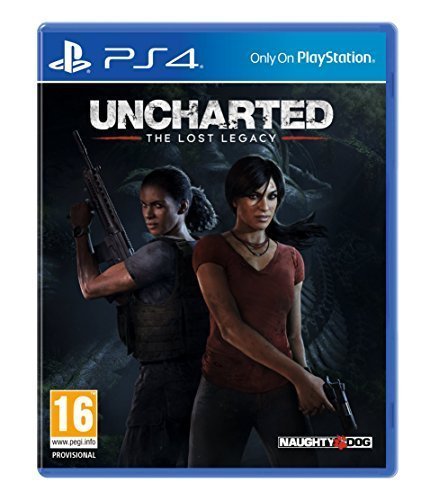 PS4
Only On PlayStation®
UNCHARTED
THE LOST LEGACY
16
www.pegi.info
PROVISIONAL
NAUGHTY DOG